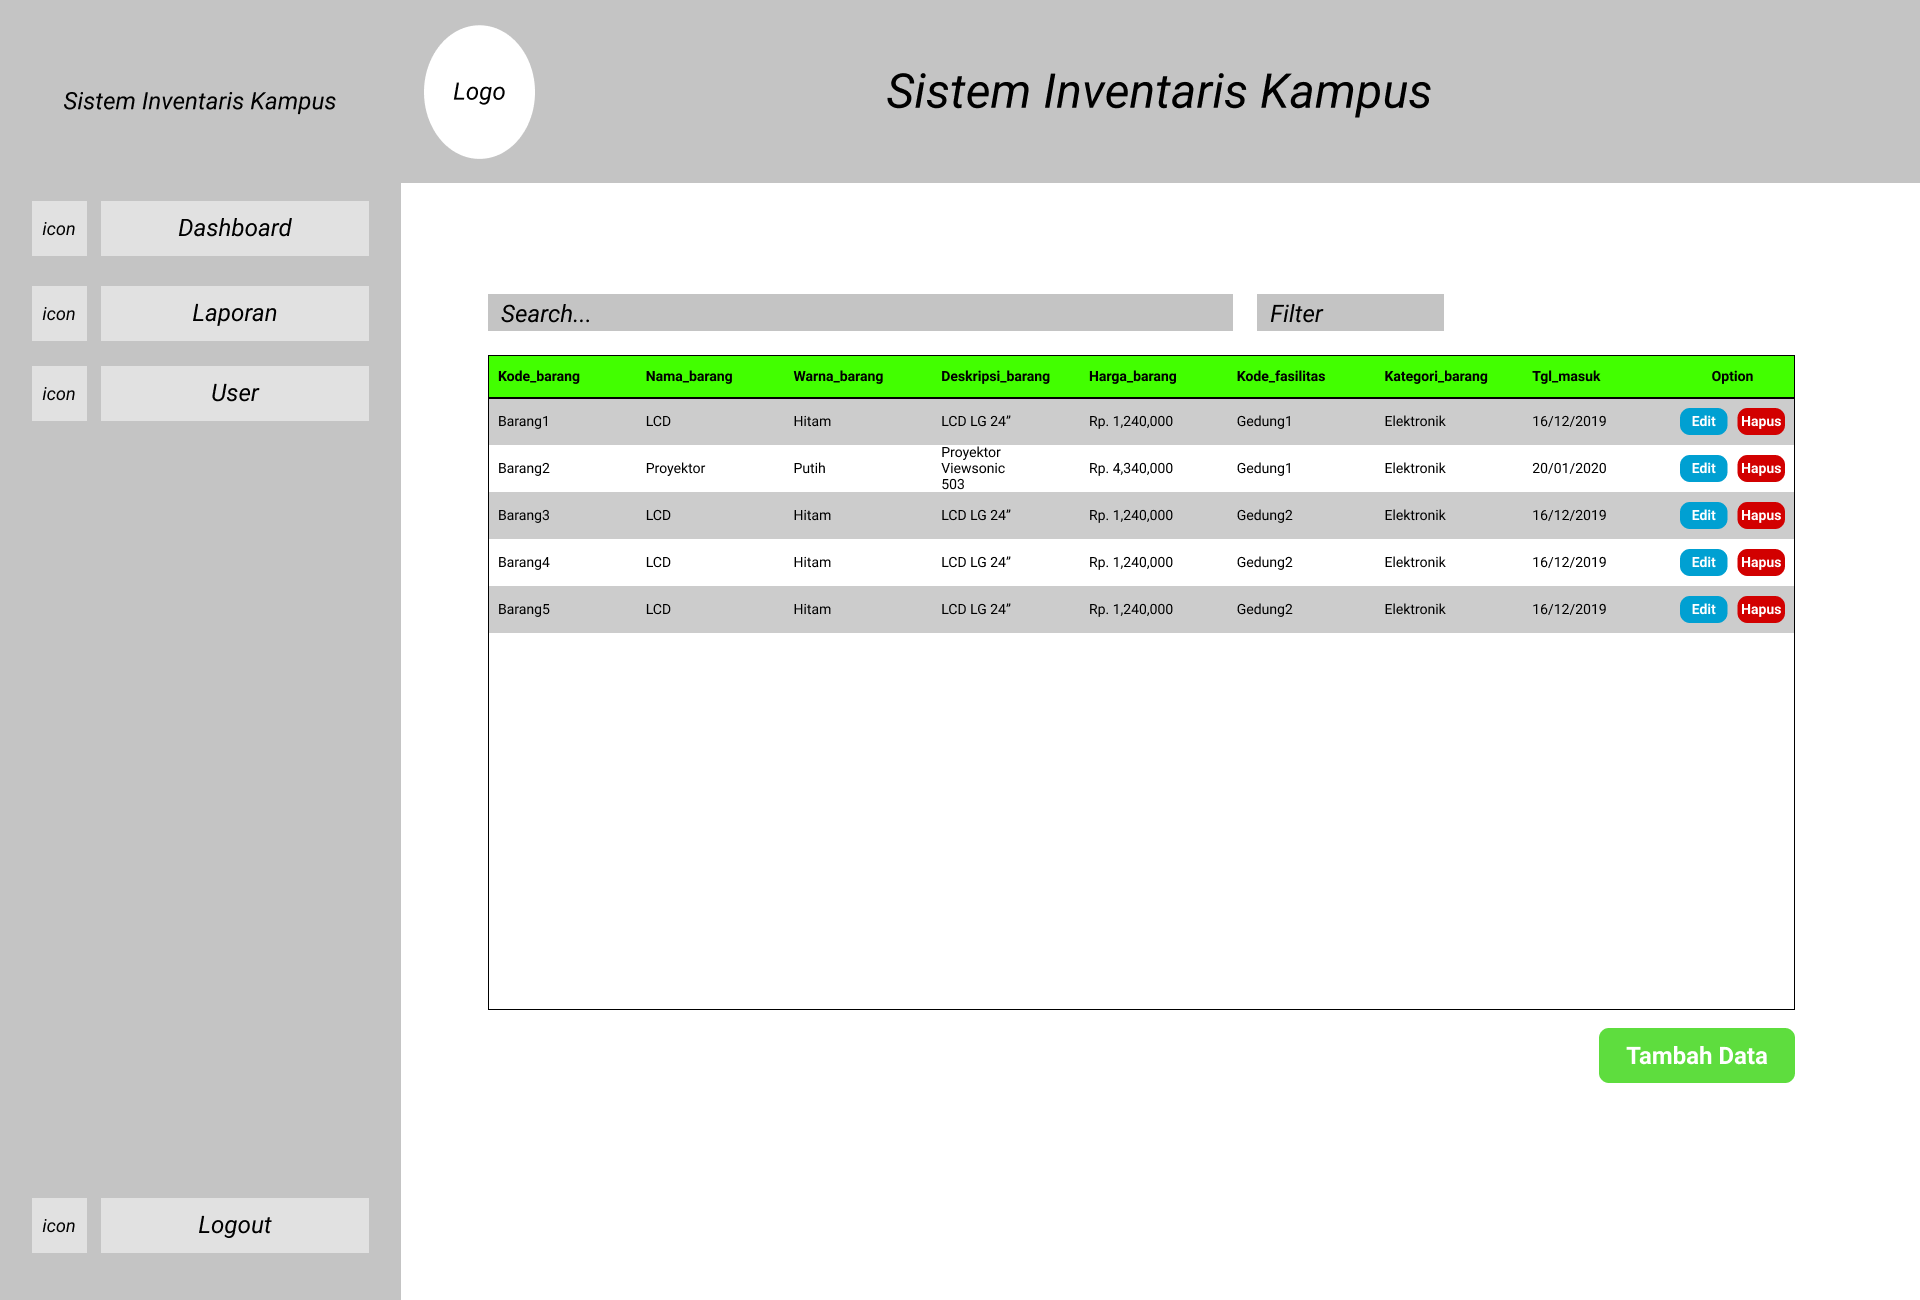 Sistem Inventaris Kampus
Logo
Sistem Inventaris Kampus
icon Dashboard
icon Laporan
icon User
icon Logout
Search... Filter
Kode_barang Nama_barang Warna_barang Deskripsi_barang Harga_barang Kode_fasilitas Kategori_barang Tgl_masuk Option
Barang1 LCD Hitam LCD LG 24" Rp. 1,240,000 Gedung1 Elektronik 16/12/2019 Edit Hapus
Barang2 Proyektor Putih Proyektor Viewsonic 503 Rp. 4,340,000 Gedung1 Elektronik 20/01/2020 Edit Hapus
Barang3 LCD Hitam LCD LG 24" Rp. 1,240,000 Gedung2 Elektronik 16/12/2019 Edit Hapus
Barang4 LCD Hitam LCD LG 24" Rp. 1,240,000 Gedung2 Elektronik 16/12/2019 Edit Hapus
Barang5 LCD Hitam LCD LG 24" Rp. 1,240,000 Gedung2 Elektronik 16/12/2019 Edit Hapus
Tambah Data